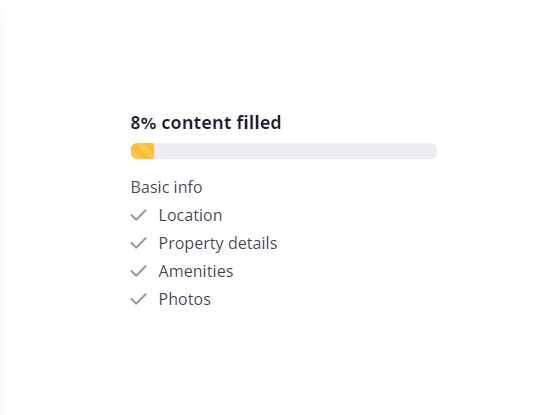 8% content filled
Basic info
Location
Property details
Amenities
Photos